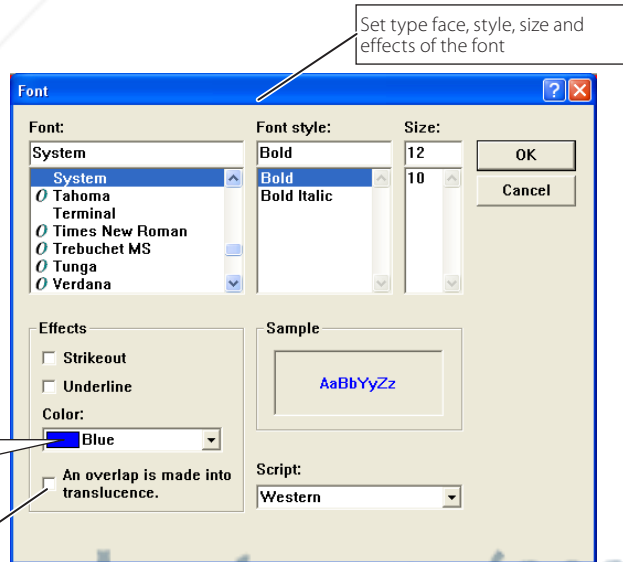 Set type face, style, size and
effects of the font
Font
Font: Font style: Size:
System Bold 12 OK
System Bold 10 Cancel
Tahoma Bold Italic
Terminal
Times New Roman
Trebuchet MS
Tunga
Verdana
Effects Sample
Strikeout
Underline AaBbYyZz
Color:
Blue
An overlap is made into
translucence.
Script:
Western